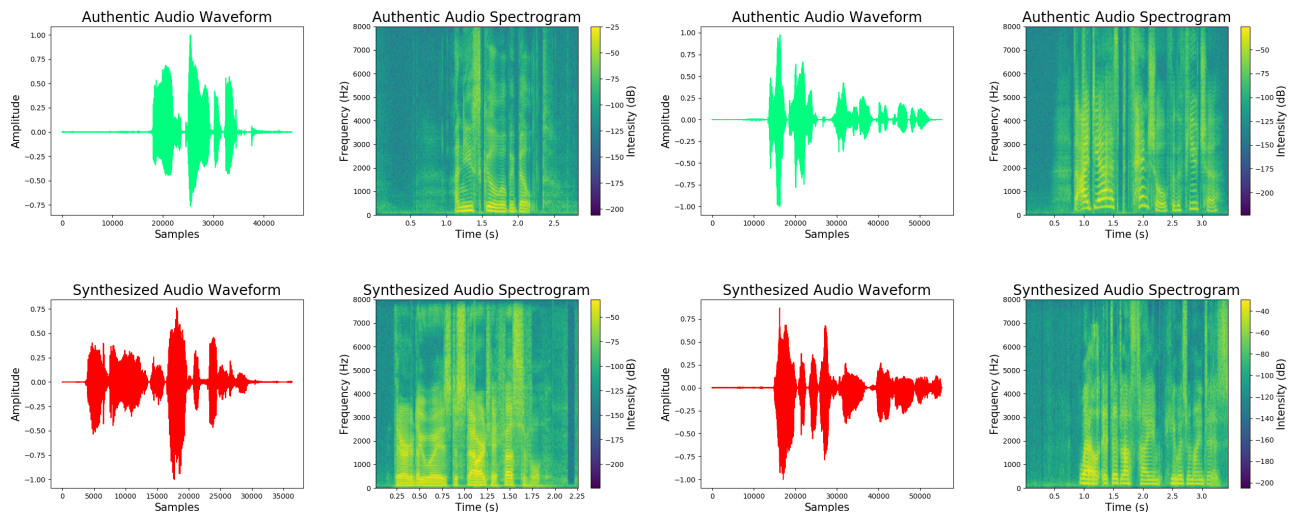 Authentic Audio Waveform
1.00
0.75
0.50
0.25
0.00
−0.25
−0.50
−0.75
Amplitude
0 10000 20000 30000 40000
Samples
Authentic Audio Spectrogram
8000
7000
6000
5000
4000
3000
2000
1000
0
Frequency (Hz)
0.5 1.0 1.5 2.0 2.5
Time (s)
−25
−50
−75
−100
−125
−150
−175
−200
Intensity (dB)
Authentic Audio Waveform
1.00
0.75
0.50
0.25
0.00
−0.25
−0.50
−0.75
−1.00
Amplitude
0 10000 20000 30000 40000 50000
Samples
Authentic Audio Spectrogram
8000
7000
6000
5000
4000
3000
2000
1000
0
Frequency (Hz)
0.5 1.0 1.5 2.0 2.5 3.0
Time (s)
−50
−75
−100
−125
−150
−175
−200
Intensity (dB)
Synthesized Audio Waveform
0.75
0.50
0.25
0.00
−0.25
−0.50
−0.75
−1.00
Amplitude
0 5000 10000 15000 20000 25000 30000 35000
Samples
Synthesized Audio Spectrogram
8000
7000
6000
5000
4000
3000
2000
1000
0
Frequency (Hz)
0.25 0.50 0.75 1.00 1.25 1.50 1.75 2.00 2.25
Time (s)
−50
−75
−100
−125
−150
−175
−200
Intensity (dB)
Synthesized Audio Waveform
0.75
0.50
0.25
0.00
−0.25
−0.50
−0.75
−1.00
Amplitude
0 10000 20000 30000 40000 50000
Samples
Synthesized Audio Spectrogram
8000
7000
6000
5000
4000
3000
2000
1000
0
Frequency (Hz)
0.5 1.0 1.5 2.0 2.5 3.0
Time (s)
−40
−60
−80
−100
−120
−140
−160
−180
−200
Intensity (dB)